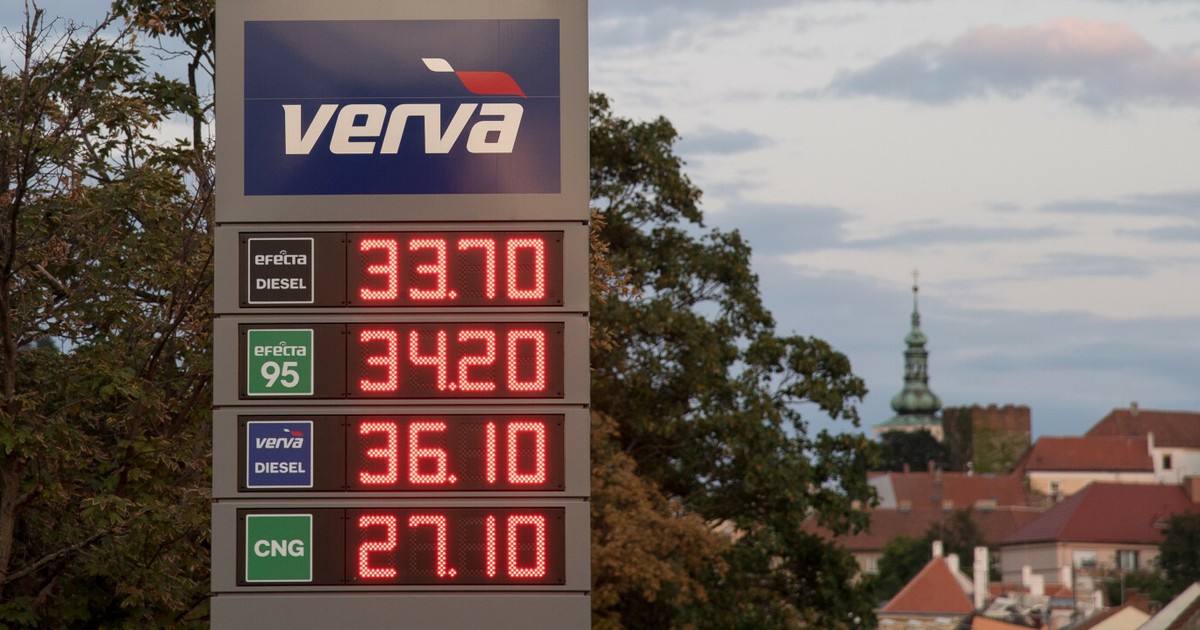 verva
efecta
DIESEL
33.70
efecta
95
34.20
verva
DIESEL
36.10
CNG
27.10